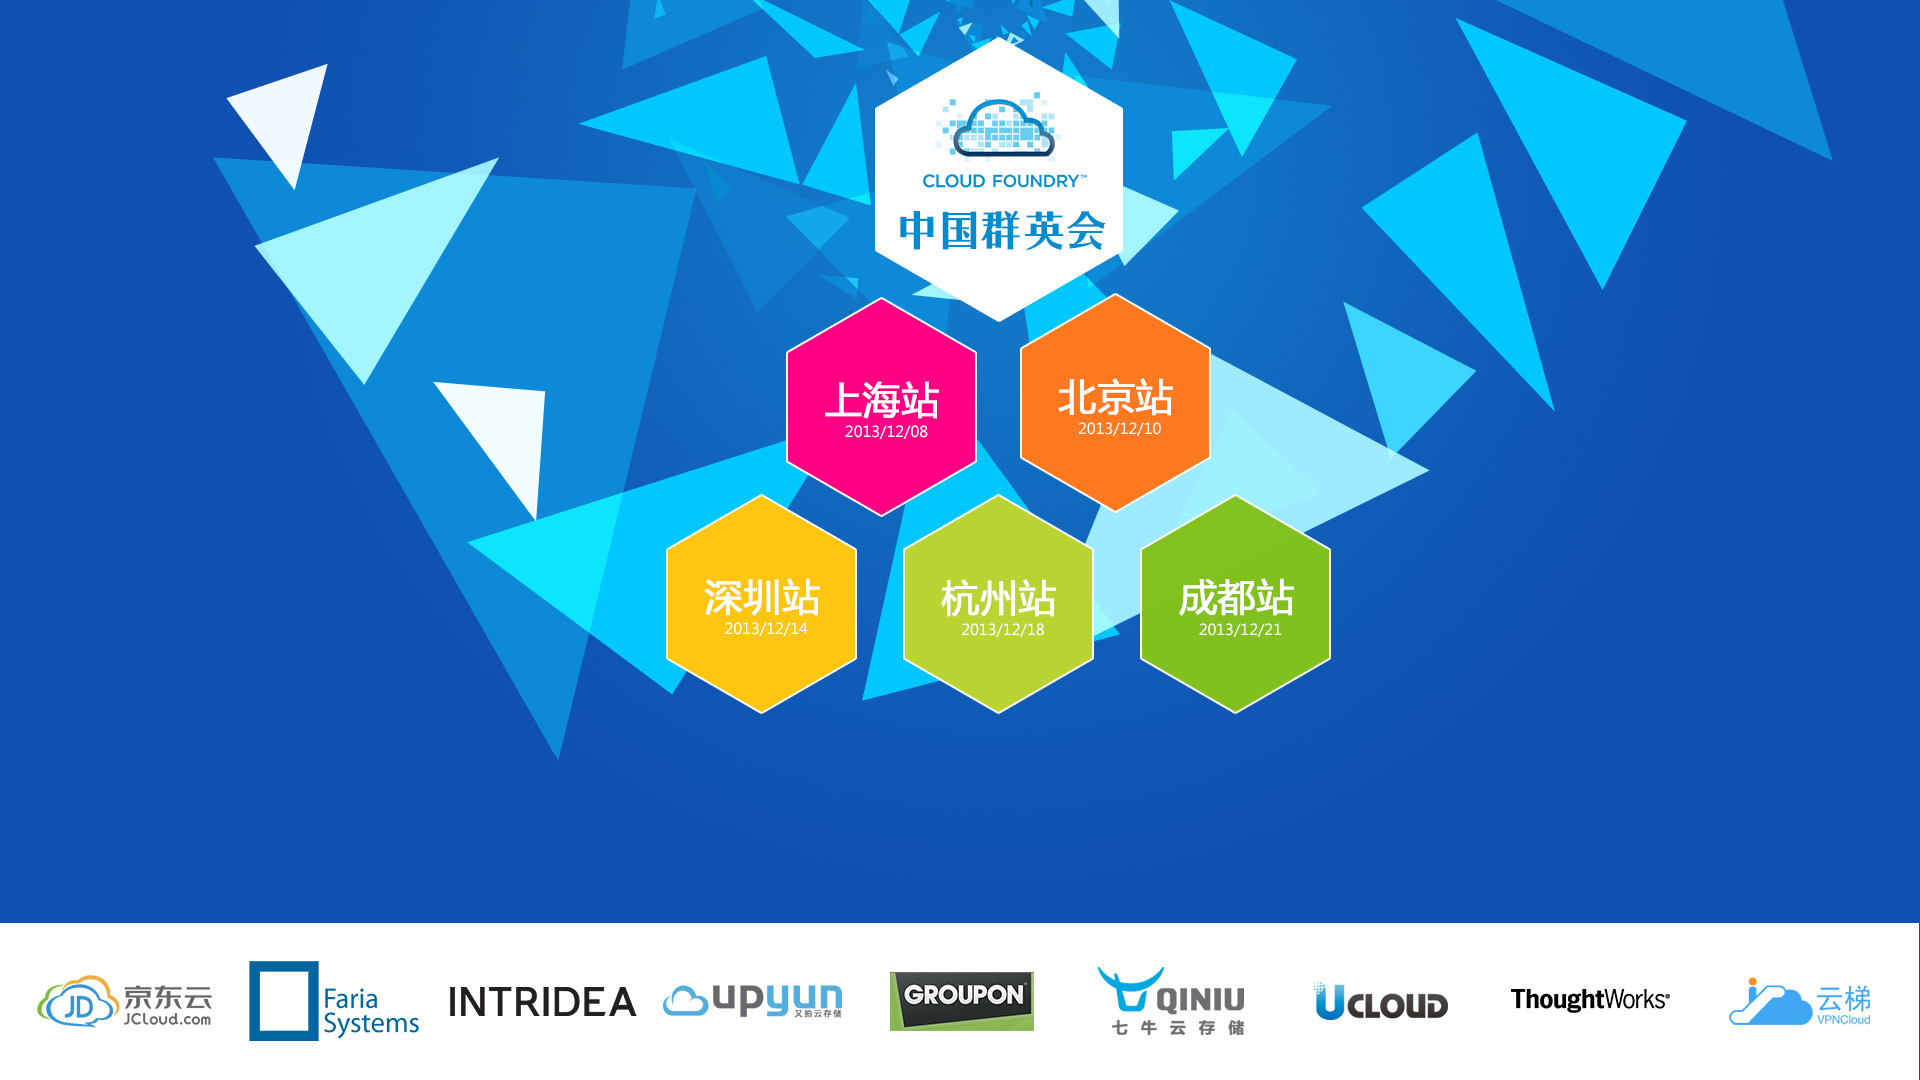 CLOUD FOUNDRY™
中国群英会
上海站
2013/12/08
北京站
2013/12/10
深圳站
2013/12/14
杭州站
2013/12/18
成都站
2013/12/21
JD 京东云
JCloud.com
Faria
Systems
INTRIDEA
upyun
又拍云存储
GROUPON
QINIU
七牛云存储
UCLOUD
ThoughtWorks®
云梯
VPNCloud